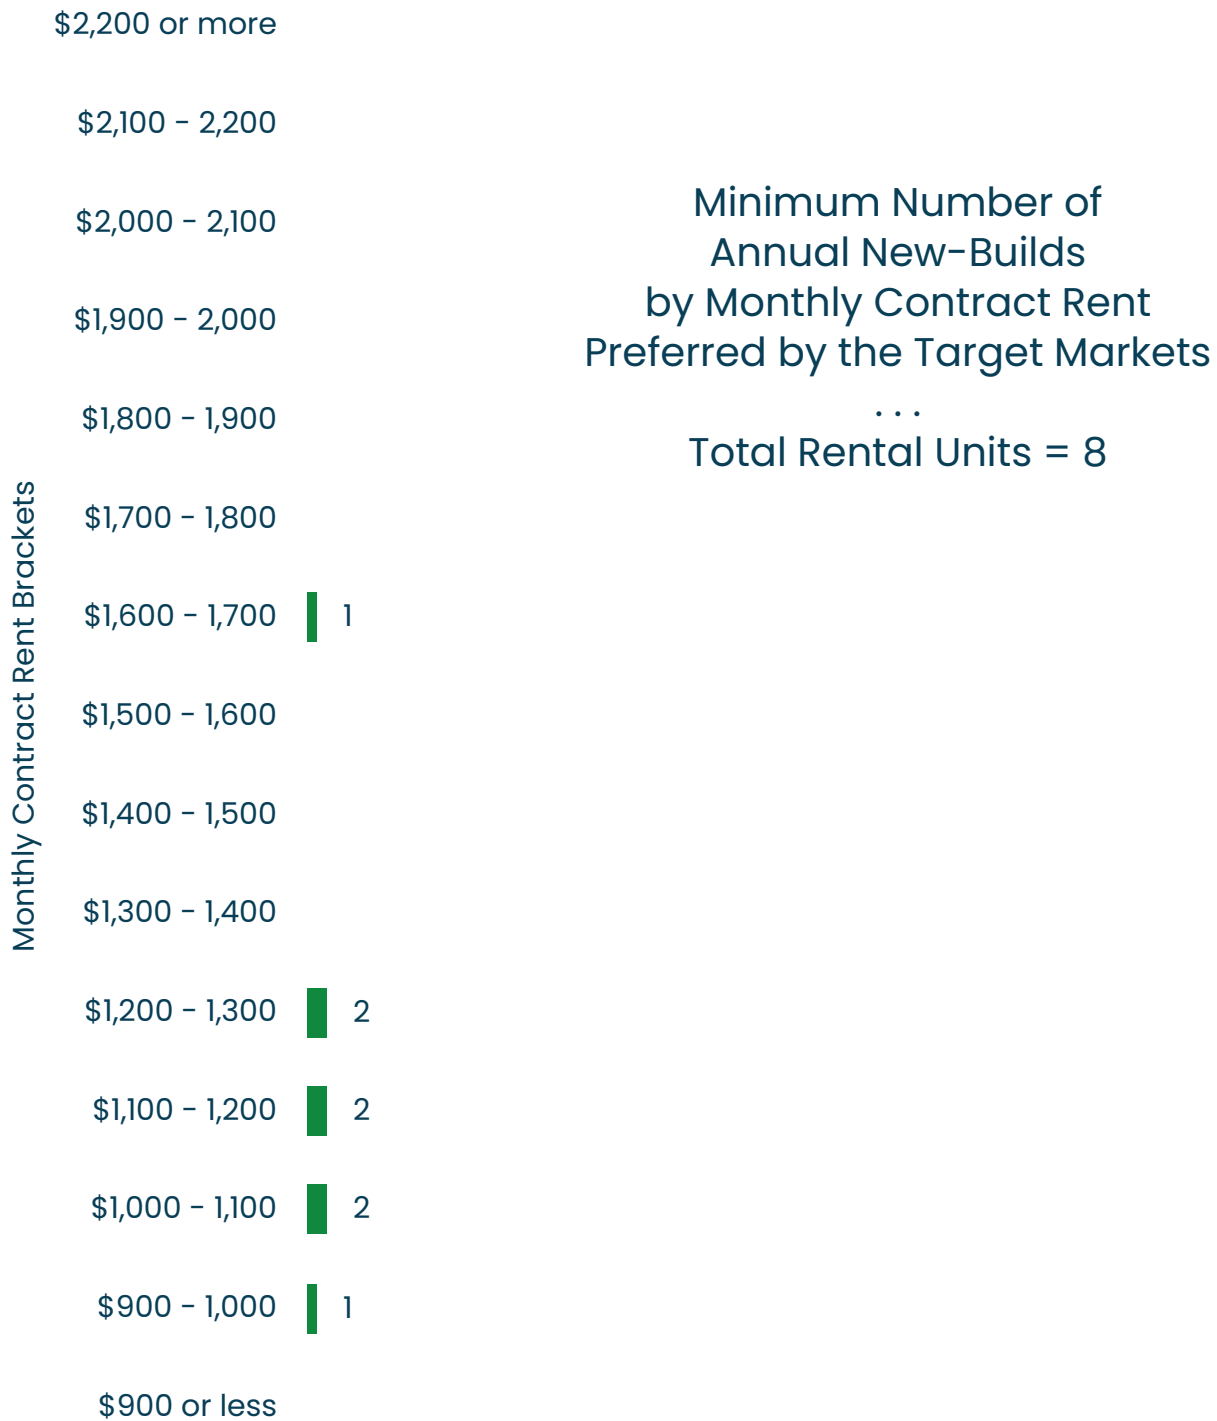 $2,200 or more
$2,100 - 2,200
$2,000 - 2,100
$1,900 - 2,000
$1,800 - 1,900
$1,700 - 1,800
$1,600 - 1,700 1
$1,500 - 1,600
$1,400 - 1,500
$1,300 - 1,400
$1,200 - 1,300 2
$1,100 - 1,200 2
$1,000 - 1,100 2
$900 - 1,000 1
$900 or less
Monthly Contract Rent Brackets
Minimum Number of
Annual New-Builds
by Monthly Contract Rent
Preferred by the Target Markets
. . .
Total Rental Units = 8